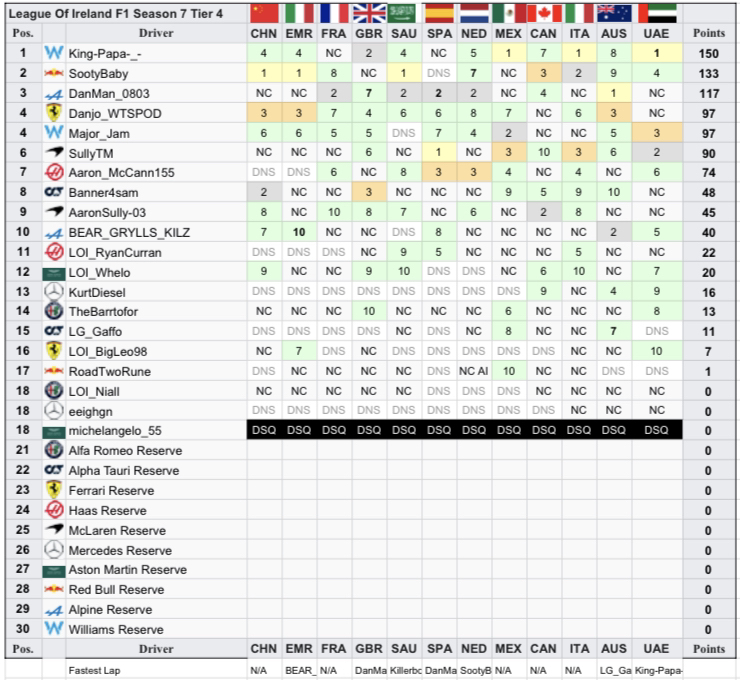 League Of Ireland F1 Season 7 Tier 4
Pos. Driver CHN EMR FRA GBR SAU SPA NED MEX CAN ITA AUS UAE Points
1 King-Papa-_- 4 4 NC 2 4 NC 5 1 7 1 8 1 150
2 SootyBaby 1 1 8 NC 1 DNS 7 NC 3 2 9 4 133
3 DanMan_0803 NC NC 2 7 2 2 2 NC 4 NC 1 NC 117
4 Danjo_WTSPOD 3 3 7 4 6 6 8 7 NC 6 3 NC 97
4 Major_Jam 6 6 5 5 DNS 7 4 2 NC NC 5 3 97
6 SullyTM NC NC NC 6 NC 1 NC 3 10 3 6 2 90
7 Aaron_McCann155 DNS DNS 6 NC 8 3 3 4 NC 4 NC 6 74
8 Banner4sam 2 NC NC 3 NC NC NC 9 5 9 10 NC 48
9 AaronSully-03 8 NC 10 8 7 NC 6 NC 2 8 NC NC 45
10 BEAR_GRYLLS_KILZ 7 10 NC NC DNS 8 NC NC NC NC 2 5 40
11 LOI_RyanCurran DNS DNS DNS NC 9 5 NC NC NC 5 NC NC 22
12 LOI_Whelo 9 NC NC 9 10 DNS DNS NC 6 10 NC 7 20
13 KurtDiesel DNS DNS DNS DNS DNS DNS DNS DNS 9 NC 4 9 16
14 TheBarrtofor NC NC NC 10 NC NC NC 6 NC NC NC 8 13
15 LG_Gaffo DNS DNS DNS DNS NC DNS NC 8 NC NC 7 DNS 11
16 LOI_BigLeo98 NC 7 DNS NC DNS DNS DNS DNS DNS NC NC 10 7
17 RoadTwoRune DNS NC NC NC NC DNS NC AI 10 NC NC DNS DNS 1
18 LOI_Niall NC NC NC NC NC DNS DNS DNS NC NC NC NC 0
18 eeighgn DNS DNS DNS DNS DNS DNS DNS DNS DNS NC NC NC 0
18 michelangelo_55 DSQ DSQ DSQ DSQ DSQ DSQ DSQ DSQ DSQ DSQ DSQ DSQ 0
21 Alfa Romeo Reserve 0
22 Alpha Tauri Reserve 0
23 Ferrari Reserve 0
24 Haas Reserve 0
25 McLaren Reserve 0
26 Mercedes Reserve 0
27 Aston Martin Reserve 0
28 Red Bull Reserve 0
29 Alpine Reserve 0
30 Williams Reserve 0
Pos. Driver CHN EMR FRA GBR SAU SPA NED MEX CAN ITA AUS UAE Points
Fastest Lap N/A BEAR_ N/A DanMa Killerbc DanMa SootyB N/A N/A N/A LG_Ga King-Papa-